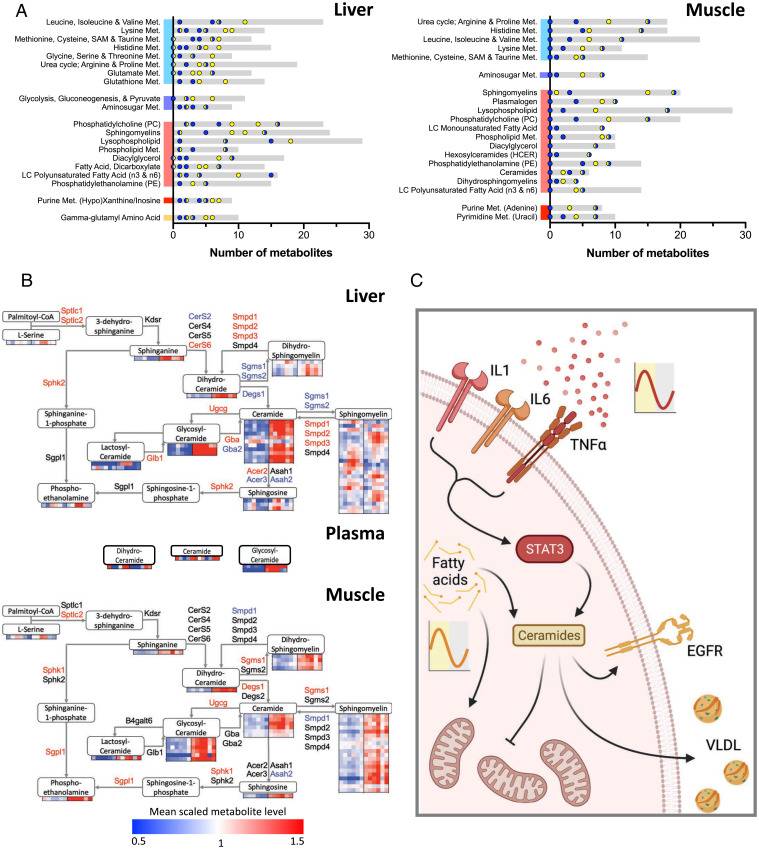 A
Liver
Leucine, Isoleucine & Valine Met.
Lysine Met.
Methionine, Cysteine, SAM & Taurine Met.
Histidine Met.
Glycine, Serine & Threonine Met.
Urea cycle; Arginine & Proline Met.
Glutamate Met.
Glutathione Met.
Glycolysis, Gluconeogenesis, & Pyruvate
Aminosugar Met.
Phosphatidylcholine (PC)
Sphingomyelins
Lysophospholipid
Phospholipid Met.
Diacylglycerol
Fatty Acid, Dicarboxylate
LC Polyunsaturated Fatty Acid (n3 & n6)
Phosphatidylethanolamine (PE)
Purine Met. (Hypo)Xanthine/Inosine
Gamma-glutamyl Amino Acid
0 10 20 30
Number of metabolites
Muscle
Urea cycle; Arginine & Proline Met.
Histidine Met.
Leucine, Isoleucine & Valine Met.
Lysine Met.
Methionine, Cysteine, SAM & Taurine Met.
Aminosugar Met.
Sphingomyelins
Plasmalogen
Lysophospholipid
Phosphatidylcholine (PC)
LC Monounsaturated Fatty Acid
Phospholipid Met.
Diacylglycerol
Hexosylceramides (HCER)
Phosphatidylethanolamine (PE)
Ceramides
Dihydrosphingomyelins
LC Polyunsaturated Fatty Acid (n3 & n6)
Purine Met. (Adenine)
Pyrimidine Met. (Uracil)
0 10 20 30
Number of metabolites
B
Liver
Palmitoyl-CoA
L-Serine
Sptlc1
Sptlc2
3-dehydro-
sphinganine
Kdsr
Sphinganine
CerS2
CerS4
CerS5
CerS6
Smpd1
Smpd2
Smpd3
Smpd4
Dihydro-
Sphingomyelin
Sgms1
Sgms2
Dihydro-
Ceramide
Degs1
Sphk2
Sphinganine-
1-phosphate
Sgpl1
Phospho-
ethanolamine
Ugcg
Glycosyl-
Ceramide
Gba
Gba2
Lactosyl-
Ceramide
Glb1
Ceramide
Sgms1
Sgms2
Sphingomyelin
Smpd1
Smpd2
Smpd3
Smpd4
Acer2 Asah1
Acer3 Asah2
Sphingosine
Sphk2
Sphingosine-1-
phosphate
Sgpl1
Plasma
Dihydro-
Ceramide
Ceramide
Glycosyl-
Ceramide
Muscle
Palmitoyl-CoA
L-Serine
Sptlc1
Sptlc2
3-dehydro-
sphinganine
Kdsr
Sphinganine
CerS2
CerS4
CerS5
CerS6
Smpd1
Smpd2
Smpd3
Smpd4
Dihydro-
Sphingomyelin
Sgms1
Sgms2
Dihydro-
Ceramide
Degs1
Degs2
Sphk1
Sphk2
Sphinganine-
1-phosphate
Sgpl1
Phospho-
ethanolamine
Ugcg
B4galt6
Glycosyl-
Ceramide
Gba
Gba2
Lactosyl-
Ceramide
Glb1
Ceramide
Sgms1
Sgms2
Sphingomyelin
Smpd1
Smpd2
Smpd3
Smpd4
Acer2 Asah1
Acer3 Asah2
Sphingosine
Sphk1
Sphk2
Sphingosine-1-
phosphate
Sgpl1
Mean scaled metabolite level
0.5 1 1.5
C
IL1
IL6
TNFα
STAT3
Fatty
acids
Ceramides
EGFR
VLDL